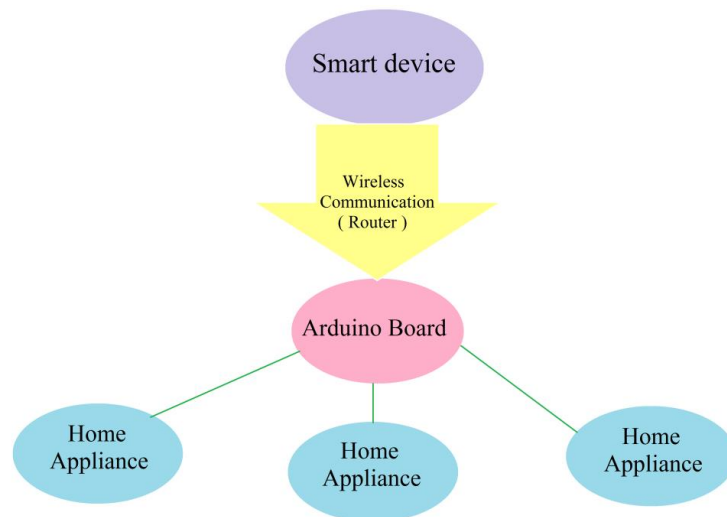 Smart device
Wireless
Communication
( Router )
Arduino Board
Home
Appliance
Home
Appliance
Home
Appliance